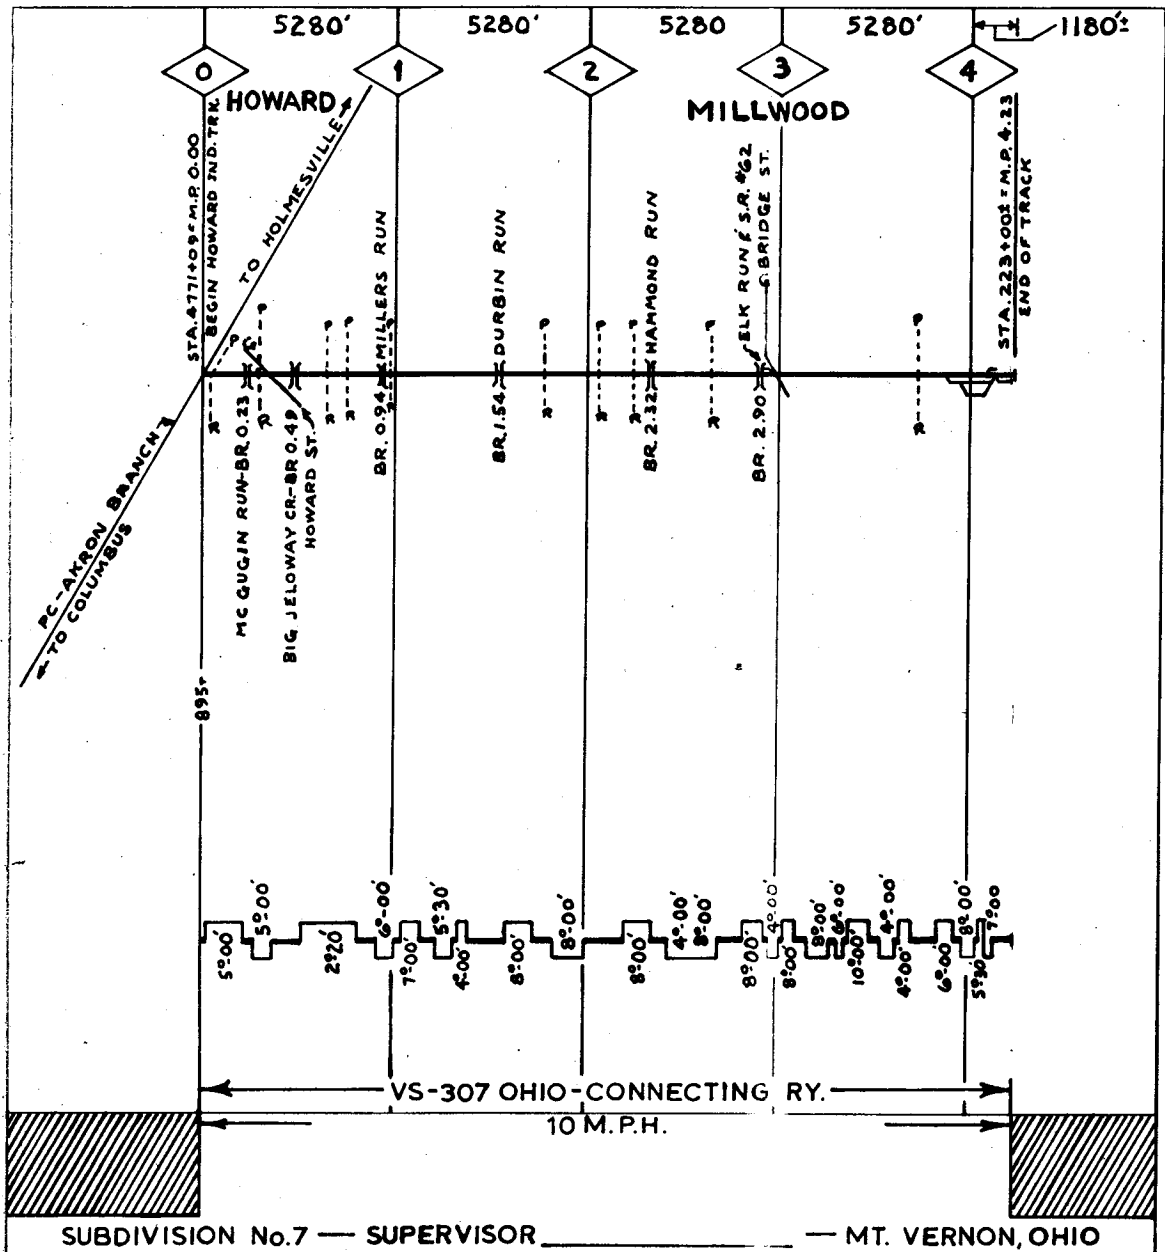 5280' 5280' 5280 5280' 1180'±
0 1 2 3 4
HOWARD MILLWOOD
STA. 4771+09 = M.P. 0.00
BEGIN HOWARD IND. TRK.
TO HOLMESVILLE
PC-AKRON BRANCH
TO COLUMBUS
MC GUGIN RUN-BR. 0.23
BIG JELOWAY CR.-BR 0.49
HOWARD ST.
BR. 0.94 MILLERS RUN
BR. 1.54 DURBIN RUN
BR. 2.32 HAMMOND RUN
BR. 2.90 ELK RUN & S.R. #62
BRIDGE ST.
STA. 223+00± = M.P. 4.23
END OF TRACK
895+
5°00' 5°-00' 2°20' 6°-00' 7°00' 5°30' 4°-00' 8°00' 8°-00' 8°00' 4°-00' 8°-00' 8°00' 4°00' 8°00' 8°00' 6°00' 10°00' 4°-00' 4°00' 6°-00' 8°00' 5°30' 7°00
VS-307 OHIO-CONNECTING RY.
10 M.P.H.
SUBDIVISION No.7 — SUPERVISOR — MT. VERNON, OHIO